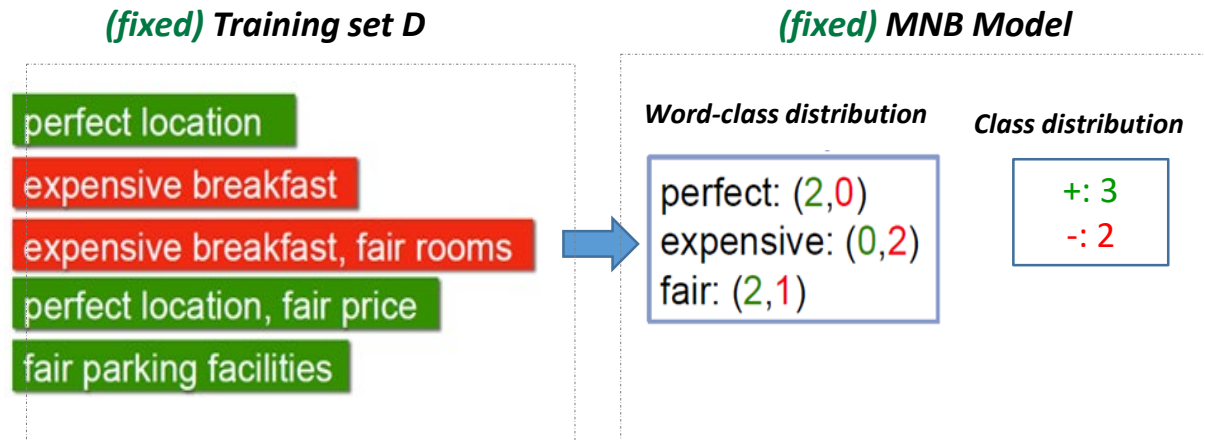 (fixed) Training set D
perfect location
expensive breakfast
expensive breakfast, fair rooms
perfect location, fair price
fair parking facilities
(fixed) MNB Model
Word-class distribution
perfect: (2,0)
expensive: (0,2)
fair: (2,1)
Class distribution
+: 3
-: 2